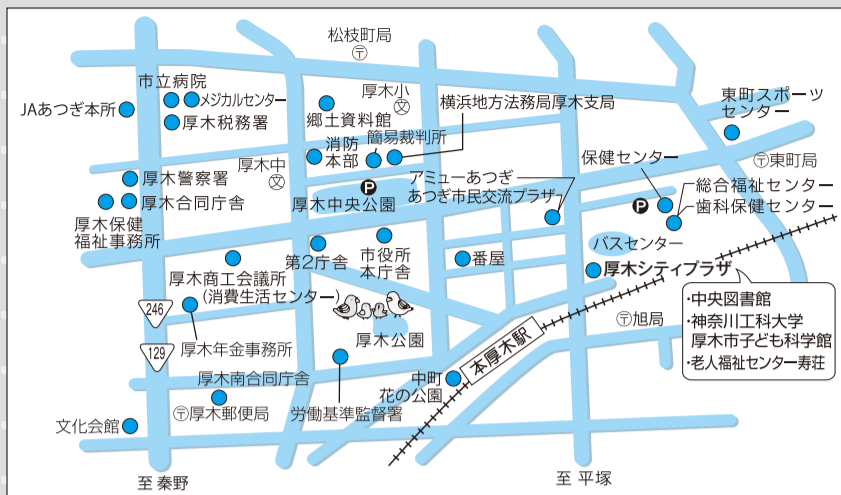 松枝町局
〒
市立病院
メジカルセンター
JAあつぎ本所
厚木税務署
郷土資料館
厚木小
文
横浜地方法務局厚木支局
簡易裁判所
消防
本部
東町スポーツ
センター
〒東町局
厚木中
文
保健センター
総合福祉センター
歯科保健センター
アミューあつぎ
あつぎ市民交流プラザ
厚木警察署
厚木合同庁舎
厚木保健
福祉事務所
P
厚木中央公園
P
バスセンター
第2庁舎
市役所
本庁舎
番屋
厚木シティプラザ
・中央図書館
・神奈川工科大学
厚木市子ども科学館
・老人福祉センター寿荘
厚木商工会議所
(消費生活センター)
246
厚木年金事務所
厚木公園
〒旭局
129
本厚木駅
厚木南合同庁舎
中町
花の公園
〒厚木郵便局
労働基準監督署
文化会館
至 秦野
至 平塚